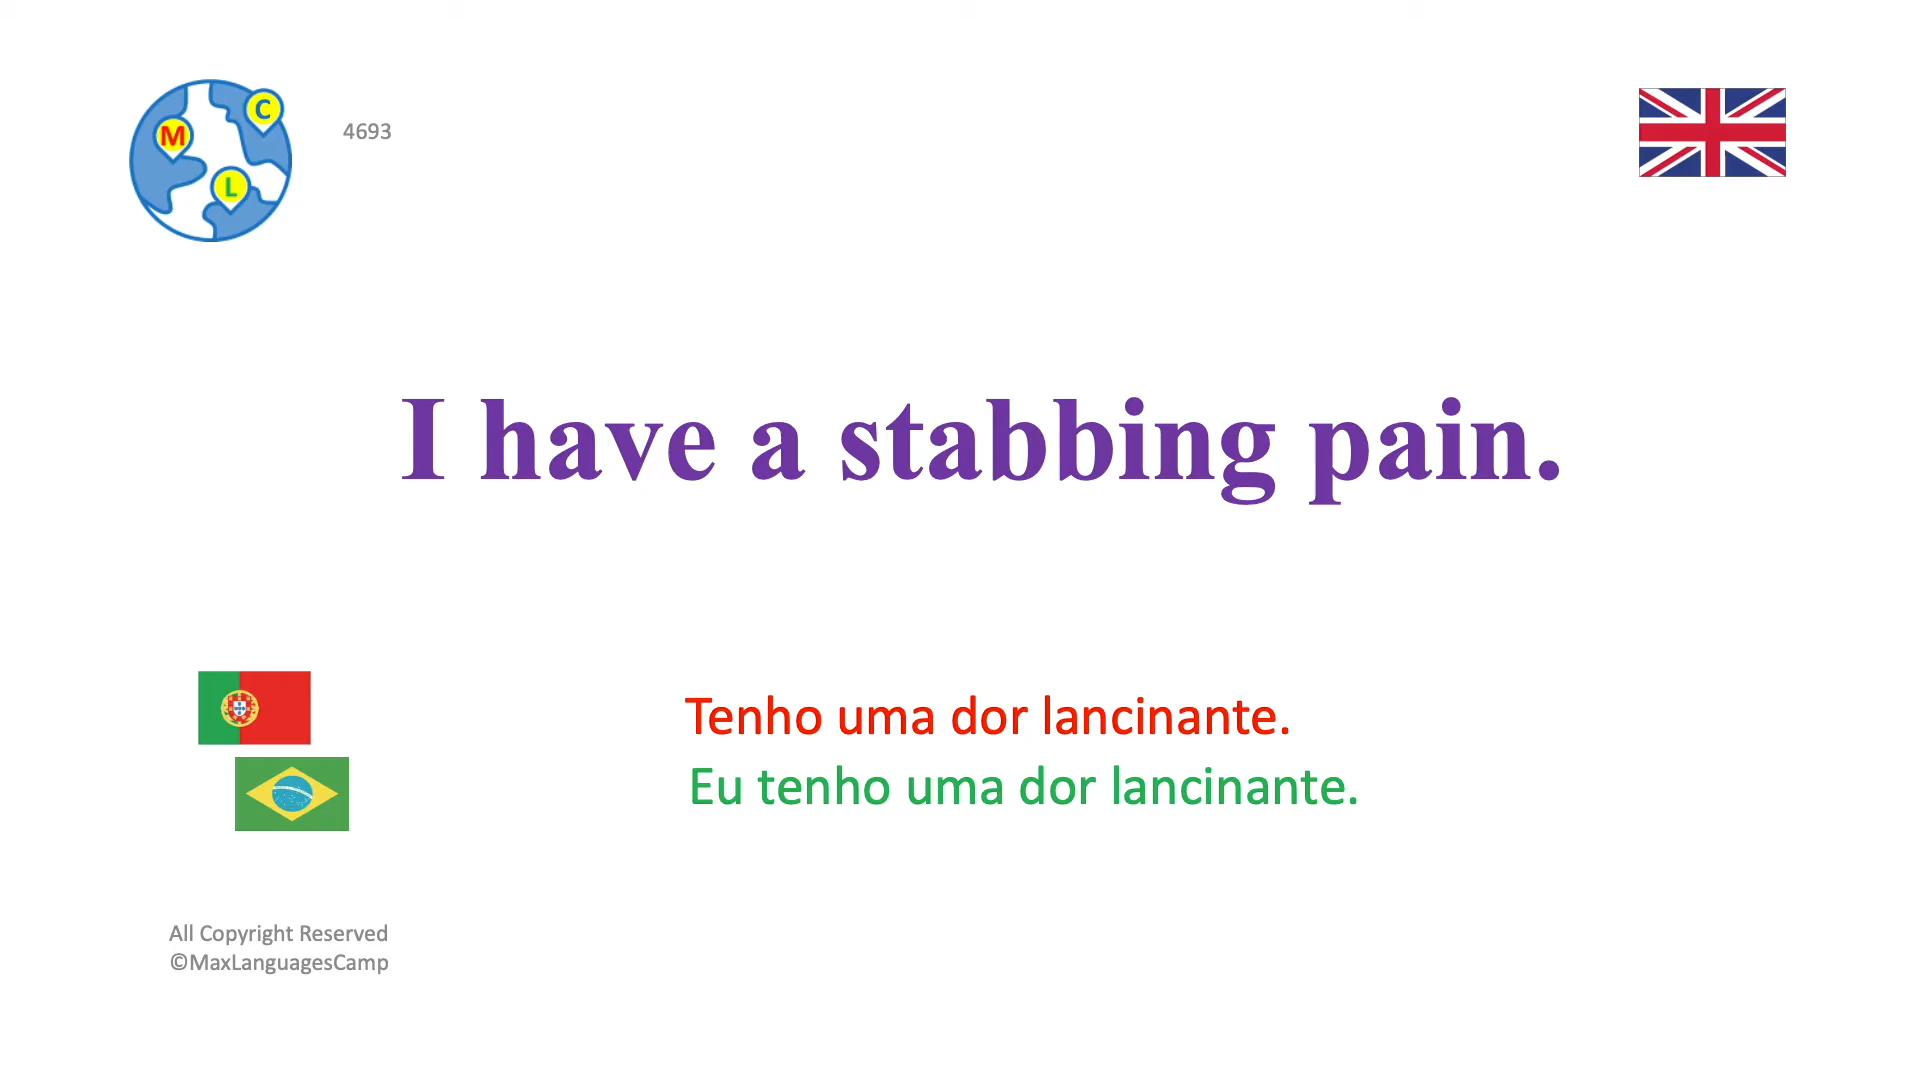 M
C
L
4693
I have a stabbing pain.
Tenho uma dor lancinante.
Eu tenho uma dor lancinante.
All Copyright Reserved
©MaxLanguagesCamp